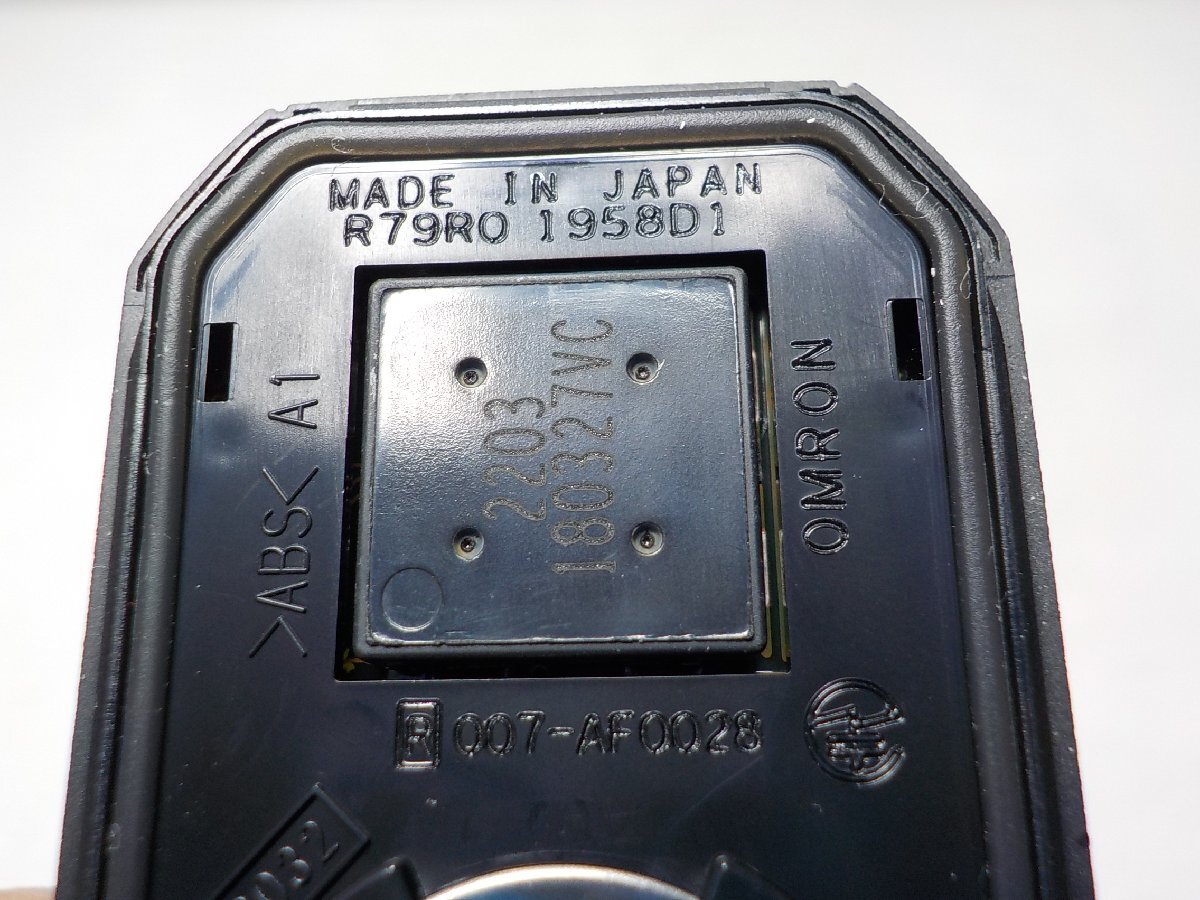 MADE IN JAPAN
R79R0 1958D1
>ABS< A1
2203
180327VC
OMRON
R 007-AF0028